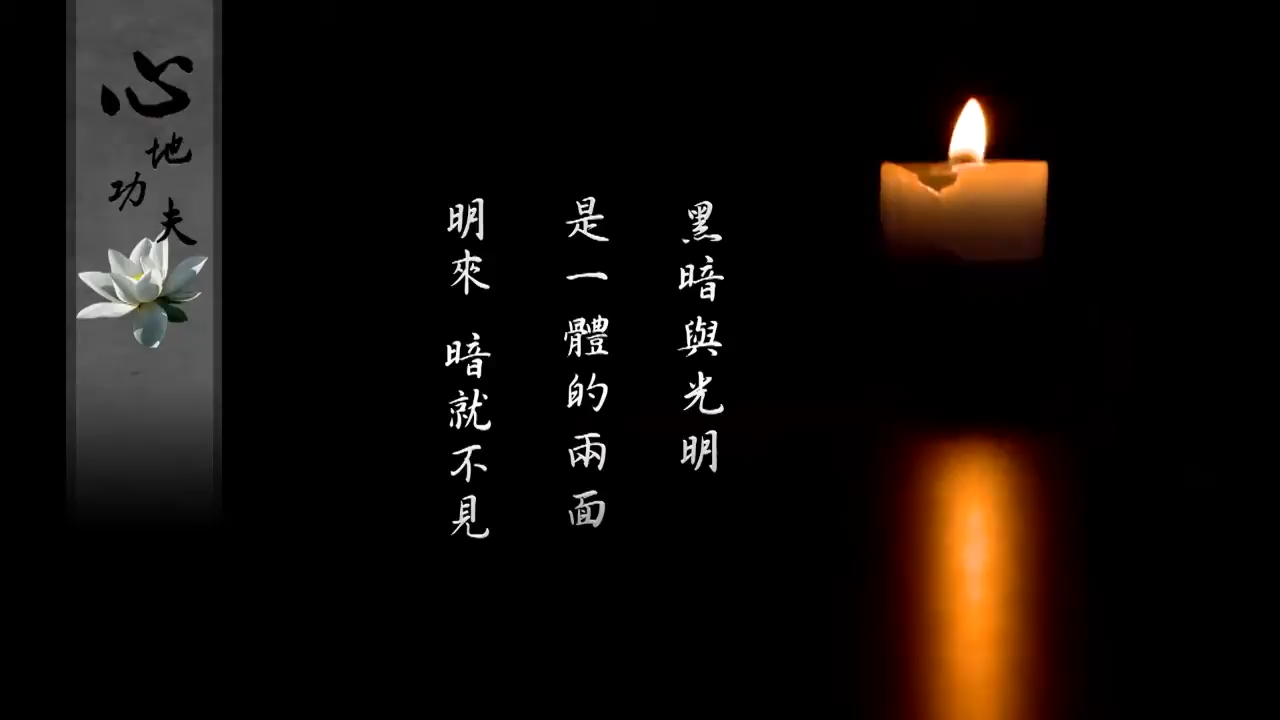 心地功夫
黑暗與光明
是一體的兩面
明來 暗就不見